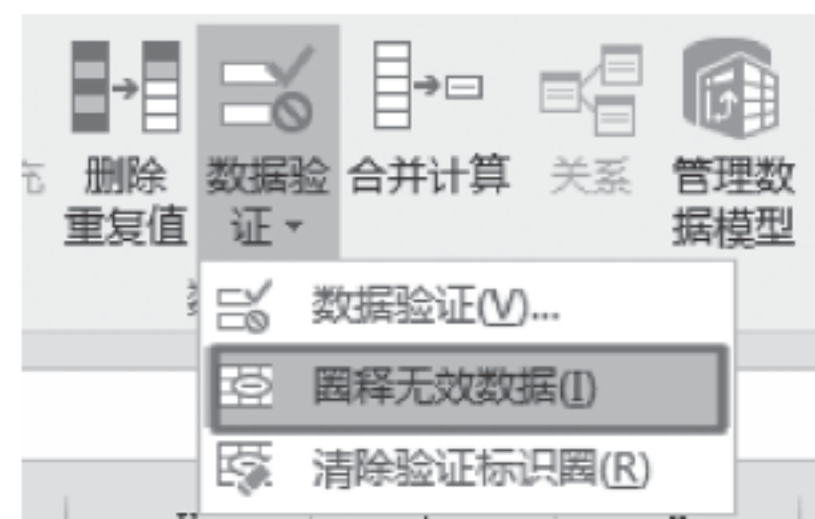 充 删除 数据验 合并计算 关系 管理数
重复值 证 据模型
数据验证(V)...
圈释无效数据(I)
清除验证标识圈(R)